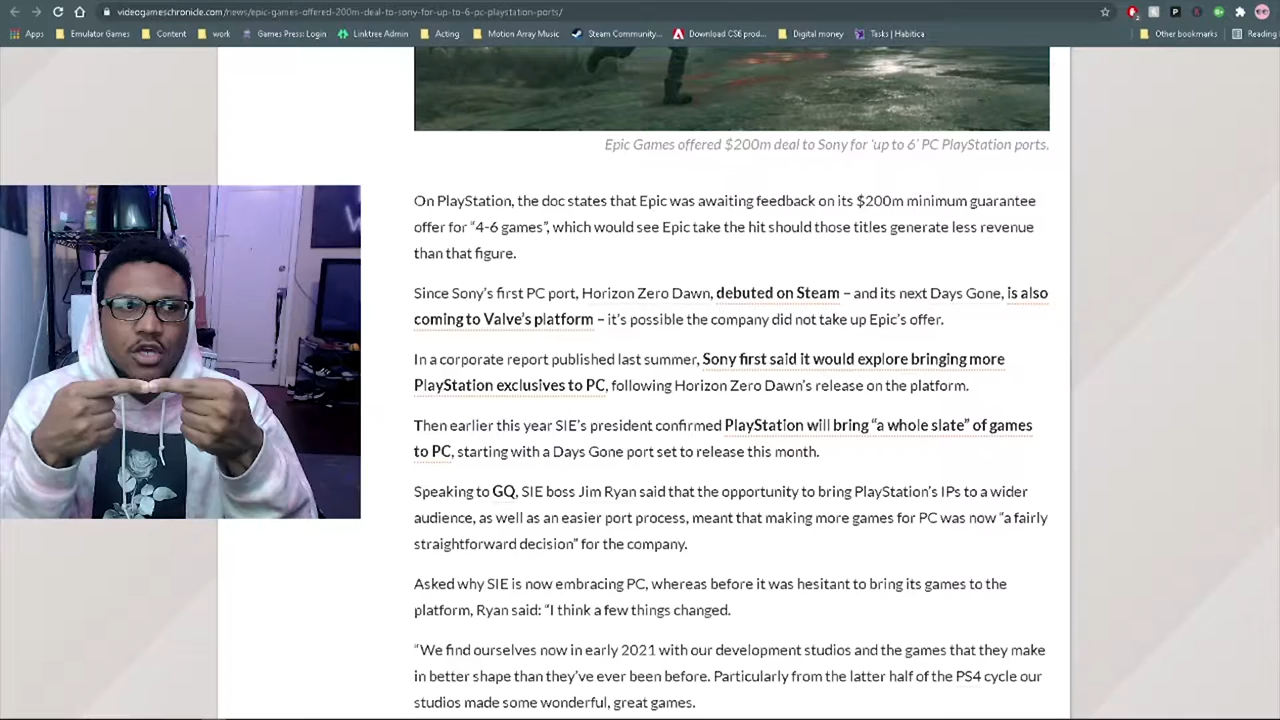 videogameschronicle.com/news/epic-games-offered-200m-deal-to-sony-for-up-to-6-pc-playstation-ports/
Apps Emulator Games Content work Games Press: Login Linktree Admin Acting Motion Array Music Steam Community... Download CS6 prod... Digital money Tasks | Habitica Other bookmarks Reading
Epic Games offered $200m deal to Sony for 'up to 6' PC PlayStation ports.
On PlayStation, the doc states that Epic was awaiting feedback on its $200m minimum guarantee
offer for “4-6 games”, which would see Epic take the hit should those titles generate less revenue
than that figure.
Since Sony’s first PC port, Horizon Zero Dawn, debuted on Steam – and its next Days Gone, is also
coming to Valve’s platform – it’s possible the company did not take up Epic’s offer.
In a corporate report published last summer, Sony first said it would explore bringing more
PlayStation exclusives to PC, following Horizon Zero Dawn’s release on the platform.
Then earlier this year SIE’s president confirmed PlayStation will bring “a whole slate” of games
to PC, starting with a Days Gone port set to release this month.
Speaking to GQ, SIE boss Jim Ryan said that the opportunity to bring PlayStation’s IPs to a wider
audience, as well as an easier port process, meant that making more games for PC was now “a fairly
straightforward decision” for the company.
Asked why SIE is now embracing PC, whereas before it was hesitant to bring its games to the
platform, Ryan said: “I think a few things changed.
“We find ourselves now in early 2021 with our development studios and the games that they make
in better shape than they’ve ever been before. Particularly from the latter half of the PS4 cycle our
studios made some wonderful, great games.